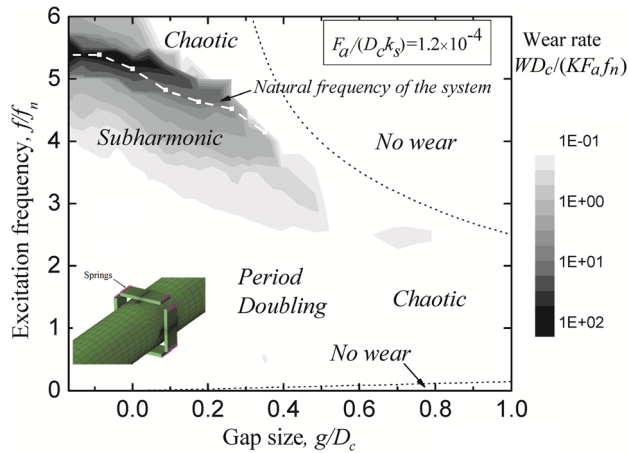 6
5
4
3
2
1
0
Excitation frequency, f/fₙ
Chaotic
F_a/(D_c k_s)=1.2×10⁻⁴
Natural frequency of the system
Subharmonic
No wear
Springs
Period
Doubling
Chaotic
No wear
0.0
0.2
0.4
0.6
0.8
1.0
Gap size, g/D_c
Wear rate
WD_c/(KF_a f_n)
1E-01
1E+00
1E+01
1E+02